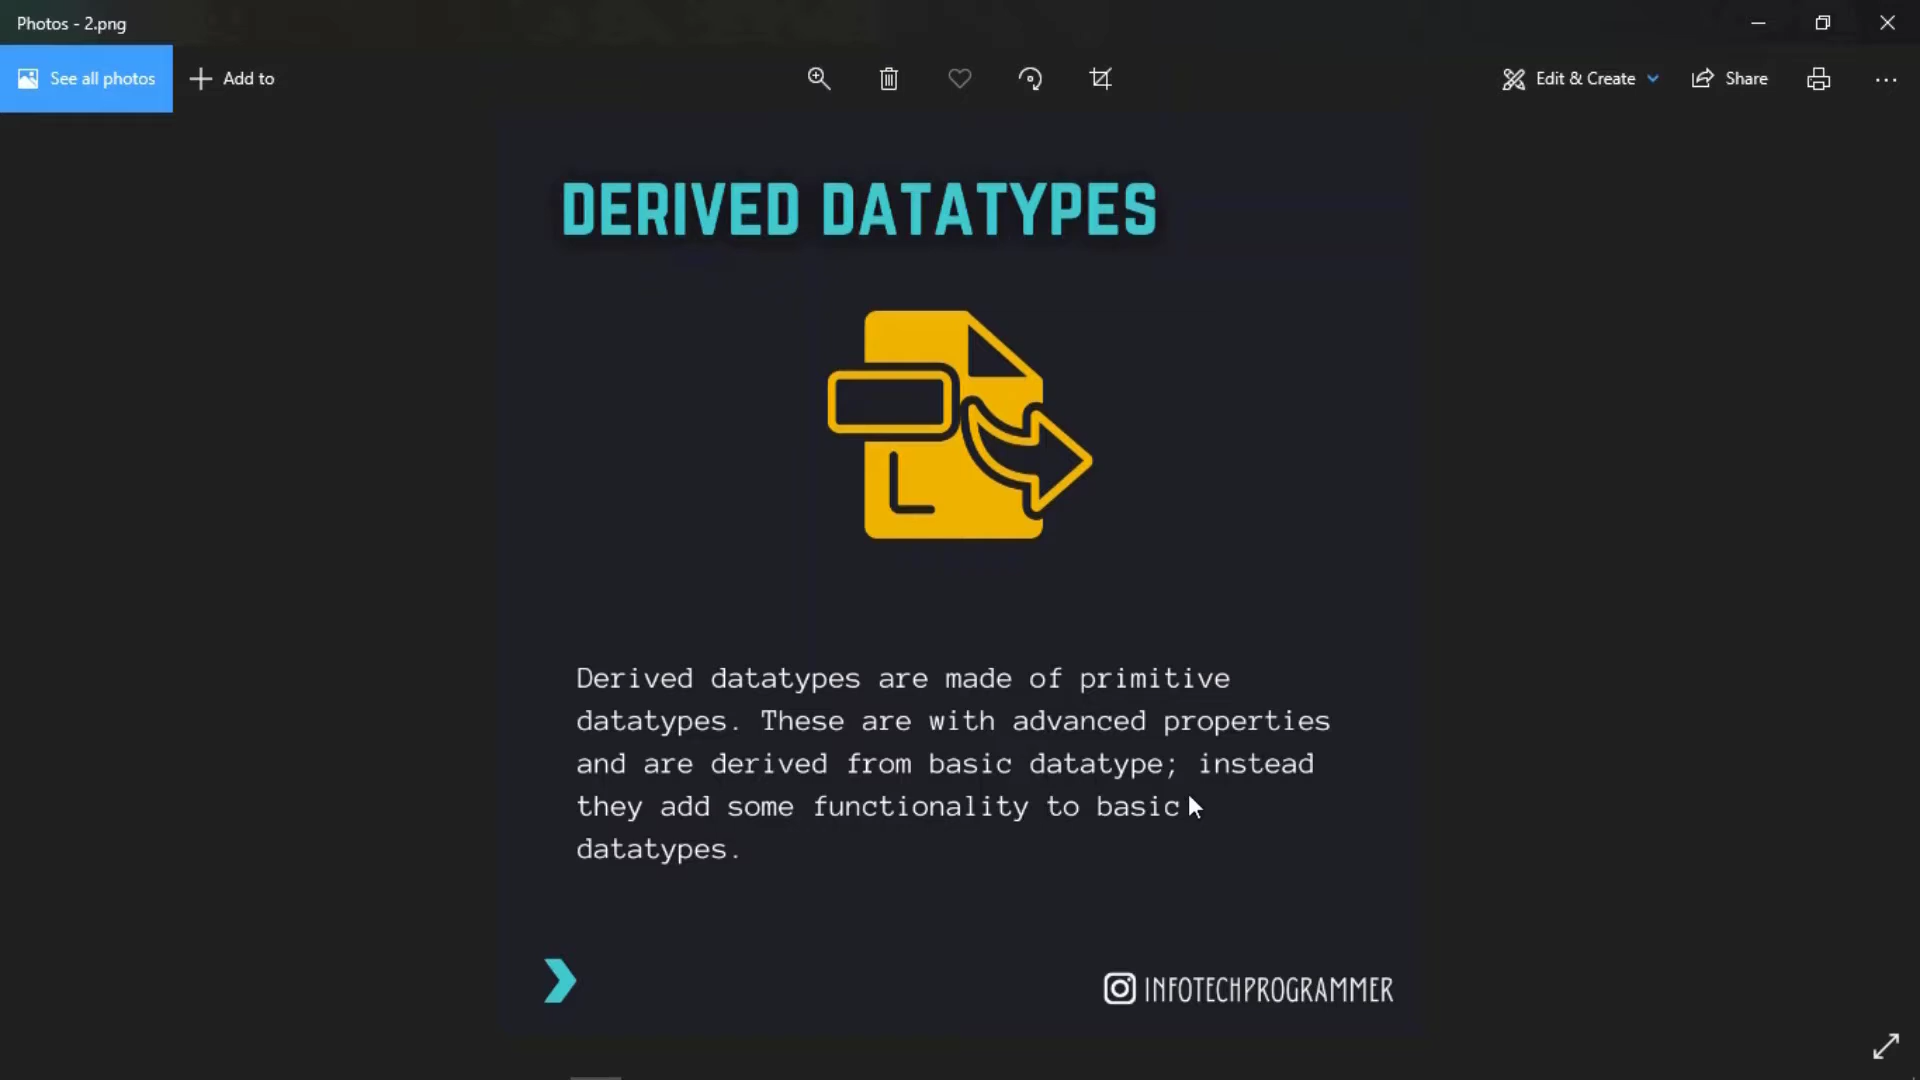 Photos - 2.png
See all photos
Add to
Edit & Create
Share
DERIVED DATATYPES
Derived datatypes are made of primitive
datatypes. These are with advanced properties
and are derived from basic datatype; instead
they add some functionality to basic
datatypes.
INFOTECHPROGRAMMER